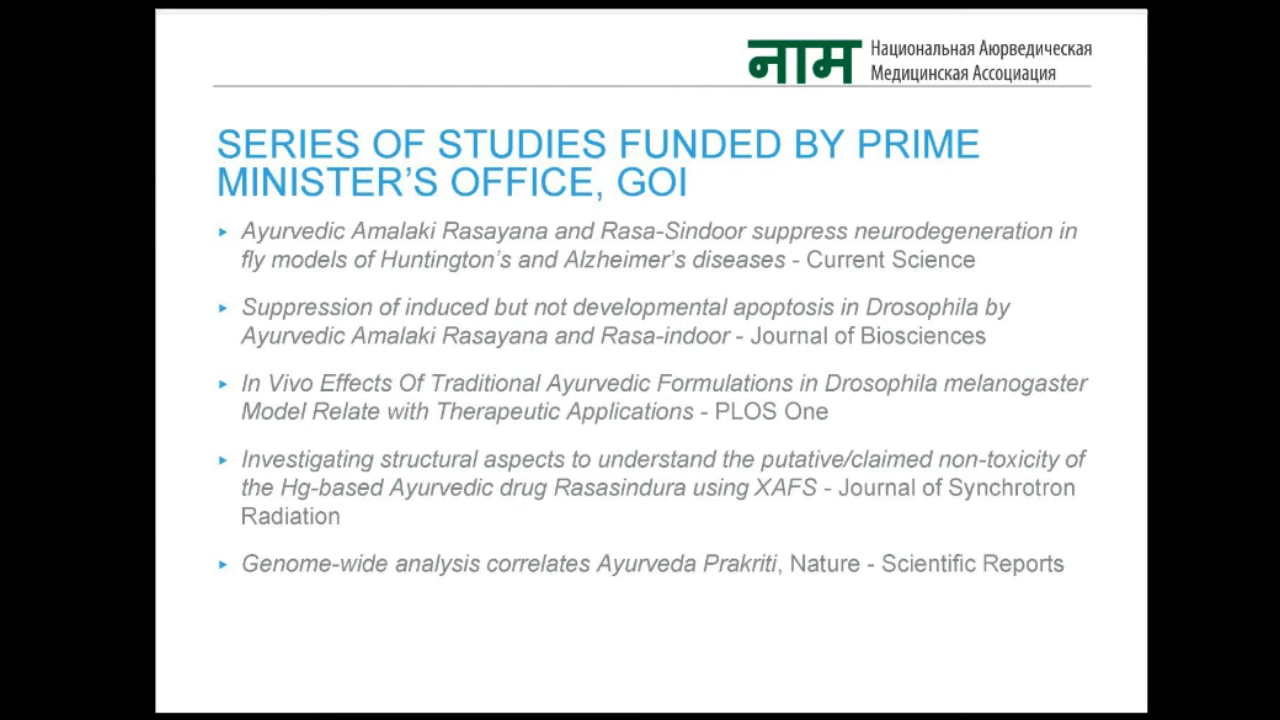 नाम
Национальная Аюрведическая
Медицинская Ассоциация
SERIES OF STUDIES FUNDED BY PRIME
MINISTER’S OFFICE, GOI
▸ Ayurvedic Amalaki Rasayana and Rasa-Sindoor suppress neurodegeneration in
fly models of Huntington’s and Alzheimer’s diseases - Current Science
▸ Suppression of induced but not developmental apoptosis in Drosophila by
Ayurvedic Amalaki Rasayana and Rasa-indoor - Journal of Biosciences
▸ In Vivo Effects Of Traditional Ayurvedic Formulations in Drosophila melanogaster
Model Relate with Therapeutic Applications - PLOS One
▸ Investigating structural aspects to understand the putative/claimed non-toxicity of
the Hg-based Ayurvedic drug Rasasindura using XAFS - Journal of Synchrotron
Radiation
▸ Genome-wide analysis correlates Ayurveda Prakriti, Nature - Scientific Reports